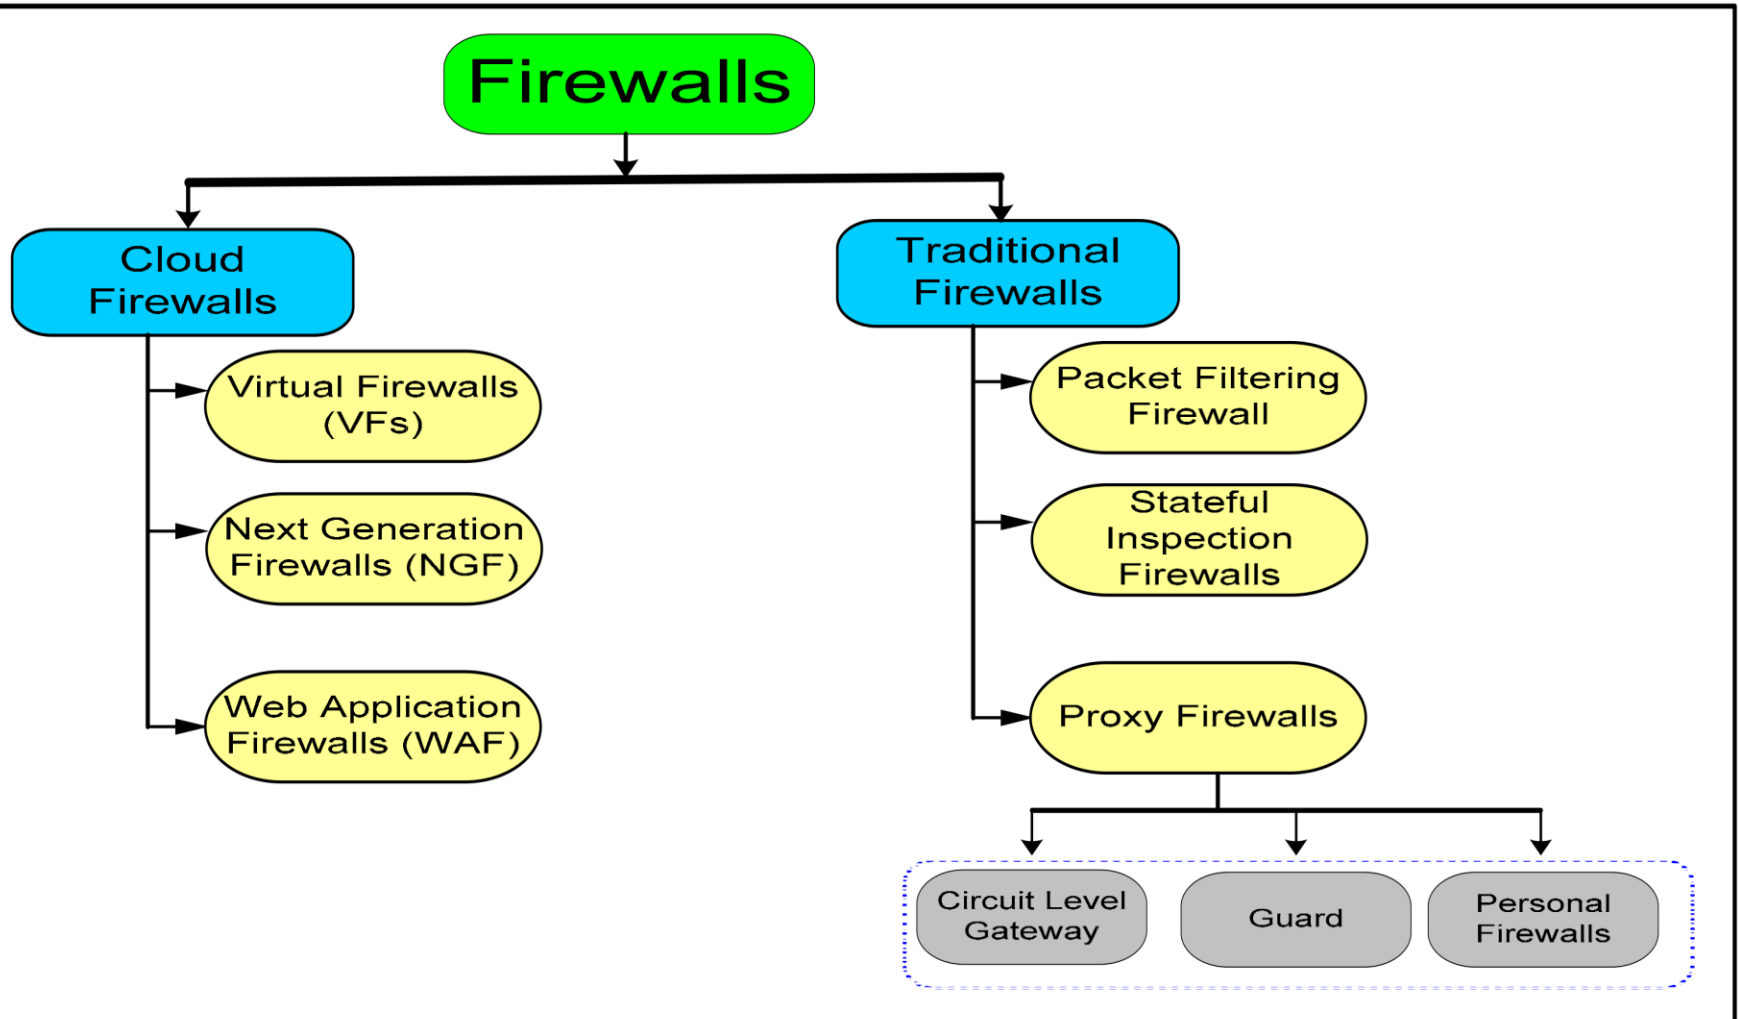 Firewalls
Cloud
Firewalls
Traditional
Firewalls
Virtual Firewalls
(VFs)
Next Generation
Firewalls (NGF)
Web Application
Firewalls (WAF)
Packet Filtering
Firewall
Stateful
Inspection
Firewalls
Proxy Firewalls
Circuit Level
Gateway
Guard
Personal
Firewalls